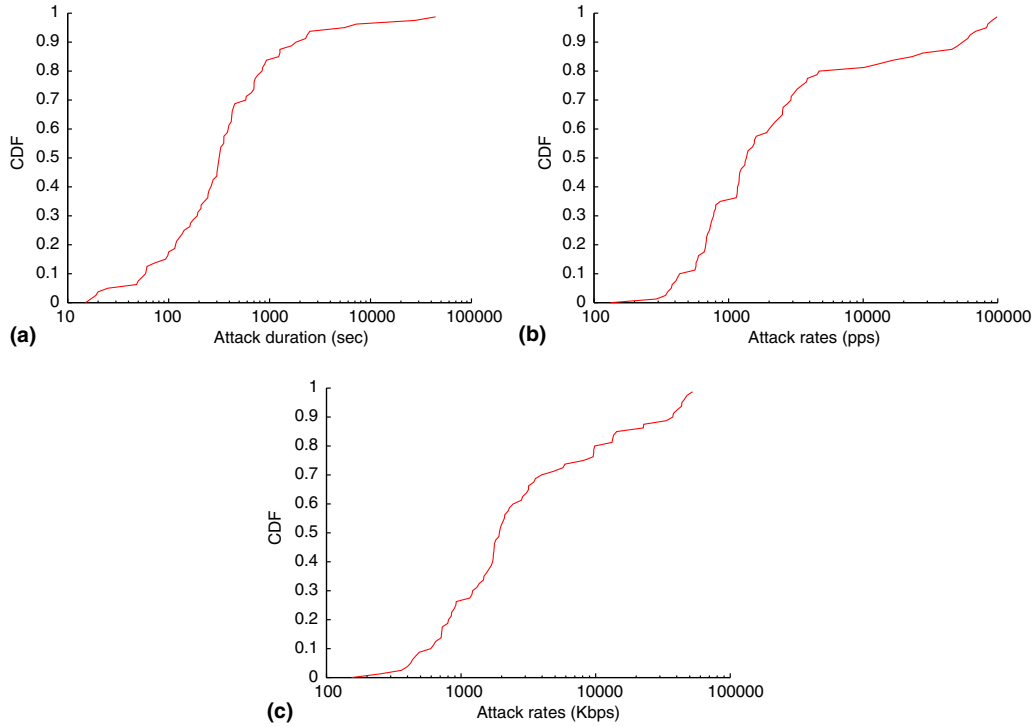 1
0.9
0.8
0.7
0.6
0.5
0.4
0.3
0.2
0.1
0
CDF
10 100 1000 10000 100000
Attack duration (sec)
(a)
1
0.9
0.8
0.7
0.6
0.5
0.4
0.3
0.2
0.1
0
CDF
100 1000 10000 100000
Attack rates (pps)
(b)
1
0.9
0.8
0.7
0.6
0.5
0.4
0.3
0.2
0.1
0
CDF
100 1000 10000 100000
Attack rates (Kbps)
(c)